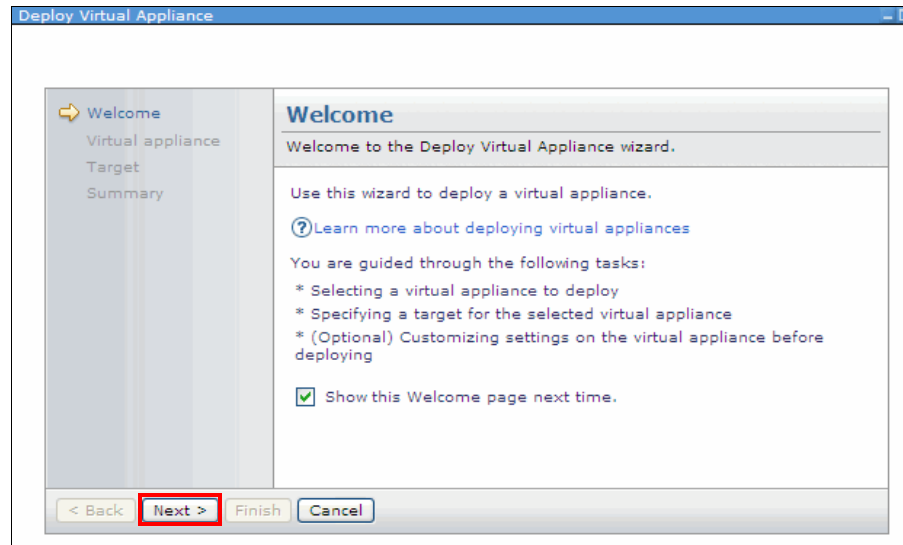 Deploy Virtual Appliance
Welcome
Virtual appliance
Target
Summary
Welcome
Welcome to the Deploy Virtual Appliance wizard.
Use this wizard to deploy a virtual appliance.
?Learn more about deploying virtual appliances
You are guided through the following tasks:
* Selecting a virtual appliance to deploy
* Specifying a target for the selected virtual appliance
* (Optional) Customizing settings on the virtual appliance before
deploying
Show this Welcome page next time.
< Back Next > Finish Cancel